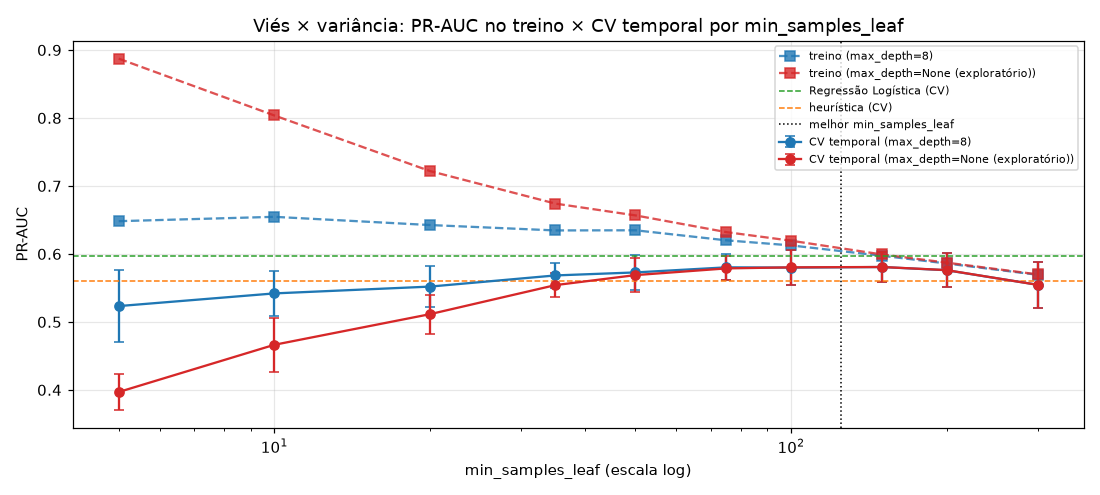 Viés × variância: PR-AUC no treino × CV temporal por min_samples_leaf
PR-AUC
0.9
0.8
0.7
0.6
0.5
0.4
treino (max_depth=8)
treino (max_depth=None (exploratório))
Regressão Logística (CV)
heurística (CV)
melhor min_samples_leaf
CV temporal (max_depth=8)
CV temporal (max_depth=None (exploratório))
10¹
10²
min_samples_leaf (escala log)